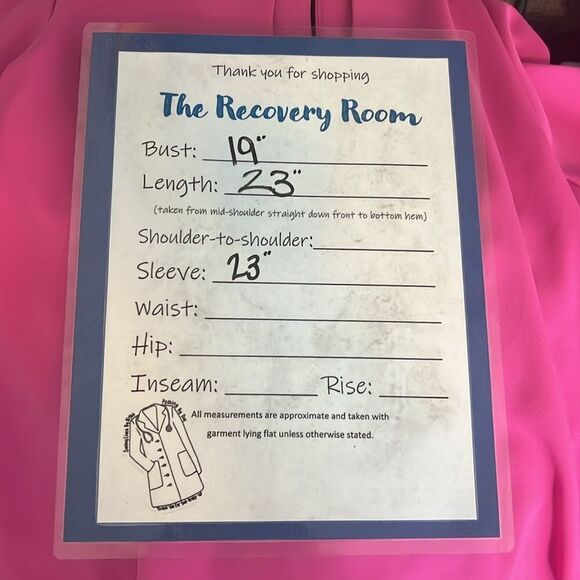 Thank you for shopping
The Recovery Room
Bust: 19"
Length: 23"
(taken from mid-shoulder straight down front to bottom hem)
Shoulder-to-shoulder:
Sleeve: 23"
Waist:
Hip:
Inseam: Rise:
All measurements are approximate and taken with
garment lying flat unless otherwise stated.